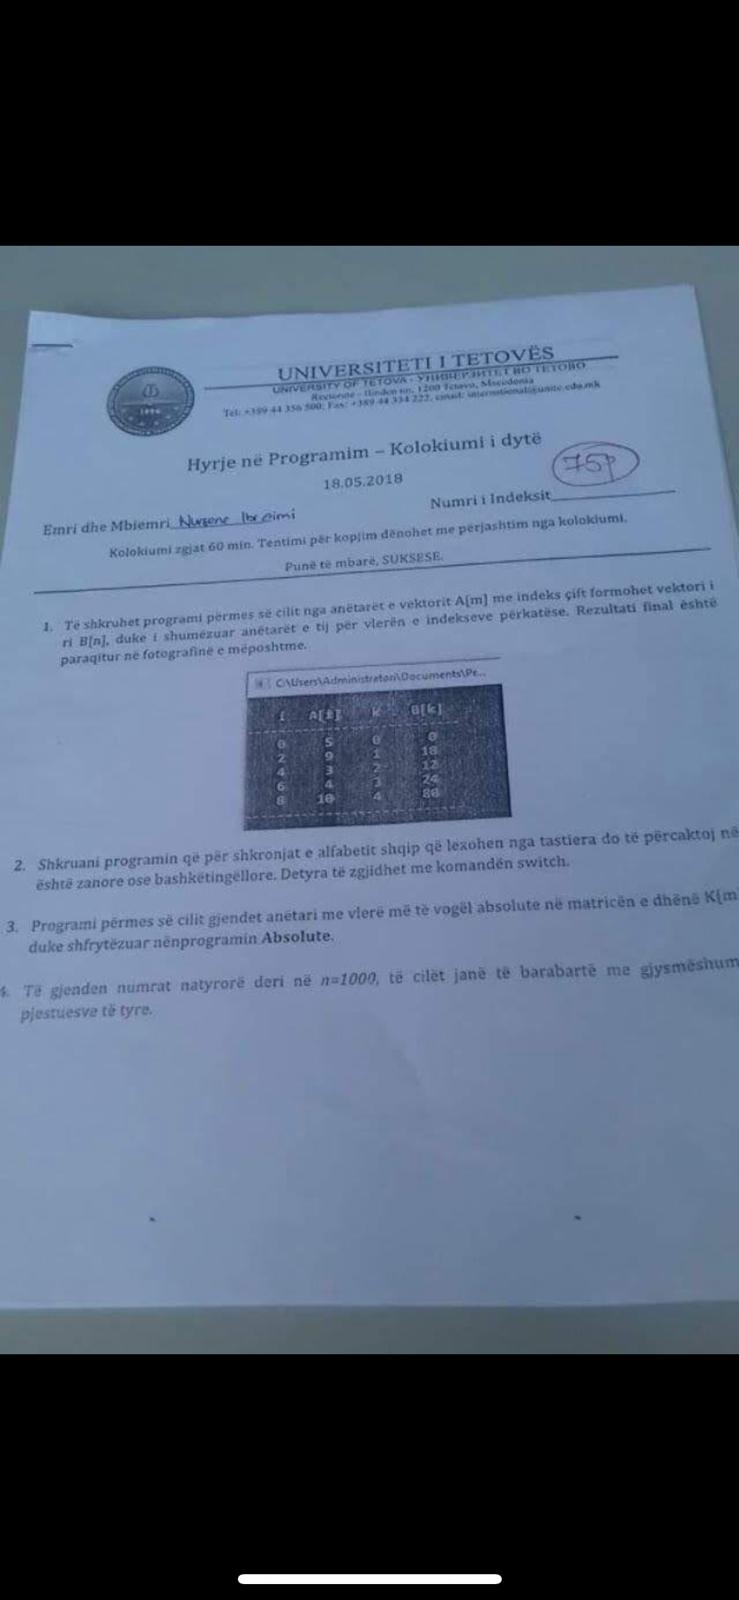 UNIVERSITETI I TETOVËS
UNIVERSITY OF TETOVA - УНИВЕРЗИТЕТ ВО ТЕТОВО
Rectorate - Ilinden nn, 1200 Tetovo, Macedonia
Tel: +389 44 356 500; Fax: +389 44 334 222, email: international@unite.edu.mk
1994
Hyrje në Programim – Kolokiumi i dytë
18.05.2018
75p
Emri dhe Mbiemri Nurzene Ibraimi
Numri i Indeksit
Kolokiumi zgjat 60 min. Tentimi për kopjim dënohet me përjashtim nga kolokiumi.
Punë të mbarë, SUKSESE.
1. Të shkruhet programi përmes së cilit nga anëtarët e vektorit A[m] me indeks çift formohet vektori i
ri B[n], duke i shumëzuar anëtarët e tij për vlerën e indekseve përkatëse. Rezultati final është
paraqitur në fotografinë e mëposhtme.
C:\Users\Administratori\Documents\Pe...
i A[i] k B[k]
0 5 0 0
2 9 1 18
4 3 2 12
6 4 3 24
8 10 4 80
2. Shkruani programin që për shkronjat e alfabetit shqip që lexohen nga tastiera do të përcaktoj në
është zanore ose bashkëtingëllore. Detyra të zgjidhet me komandën switch.
3. Programi përmes së cilit gjendet anëtari me vlerë më të vogël absolute në matricën e dhënë K[m
duke shfrytëzuar nënprogramin Absolute.
4. Të gjenden numrat natyrorë deri në n=1000, të cilët janë të barabartë me gjysmëshum
pjestuesve të tyre.